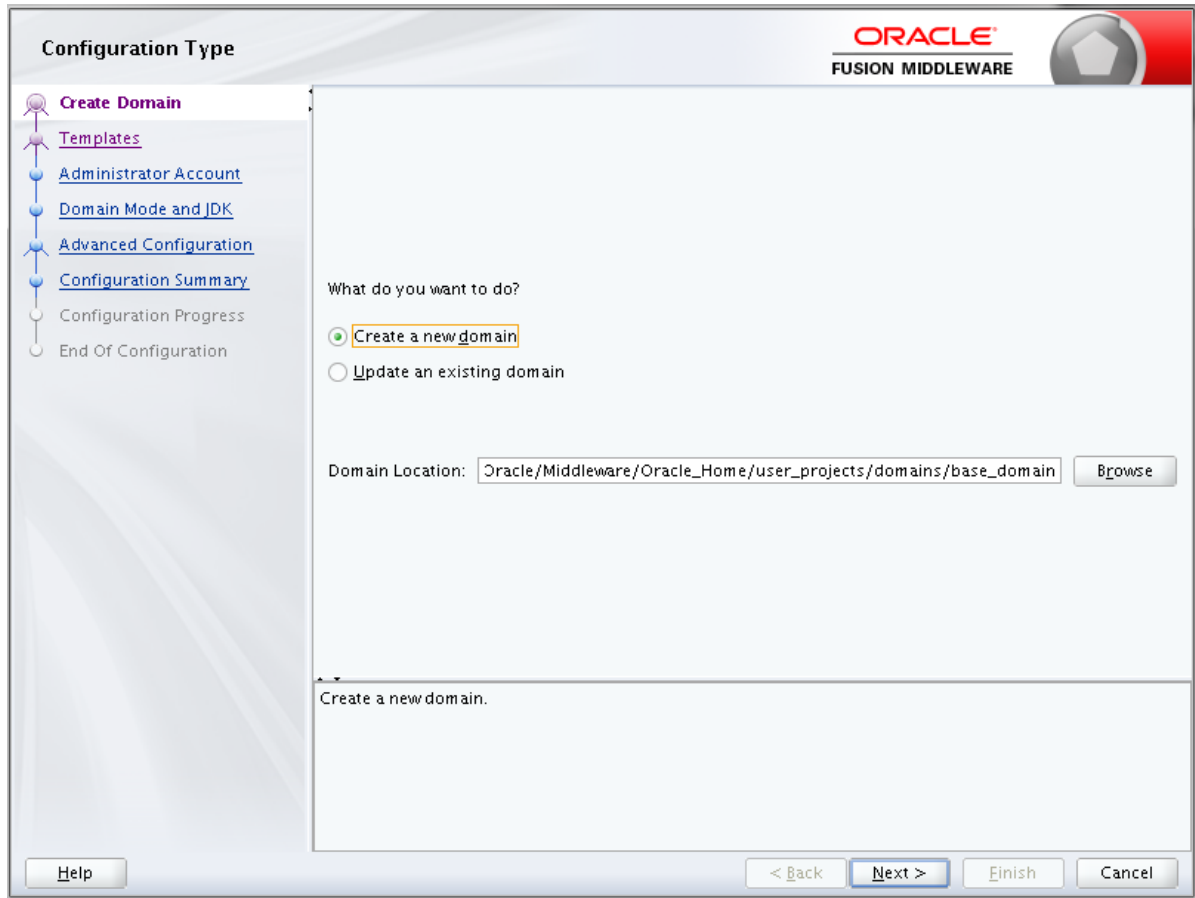 Configuration Type
ORACLE
FUSION MIDDLEWARE
Create Domain
Templates
Administrator Account
Domain Mode and JDK
Advanced Configuration
Configuration Summary
Configuration Progress
End Of Configuration
What do you want to do?
Create a new domain
Update an existing domain
Domain Location: Oracle/Middleware/Oracle_Home/user_projects/domains/base_domain Browse
Create a new domain.
Help < Back Next > Finish Cancel